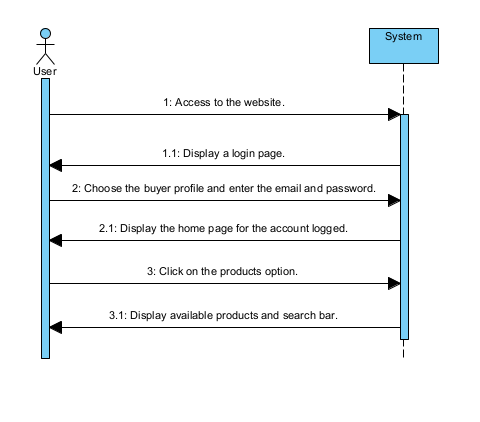 System
User
1: Access to the website.
1.1: Display a login page.
2: Choose the buyer profile and enter the email and password.
2.1: Display the home page for the account logged.
3: Click on the products option.
3.1: Display available products and search bar.